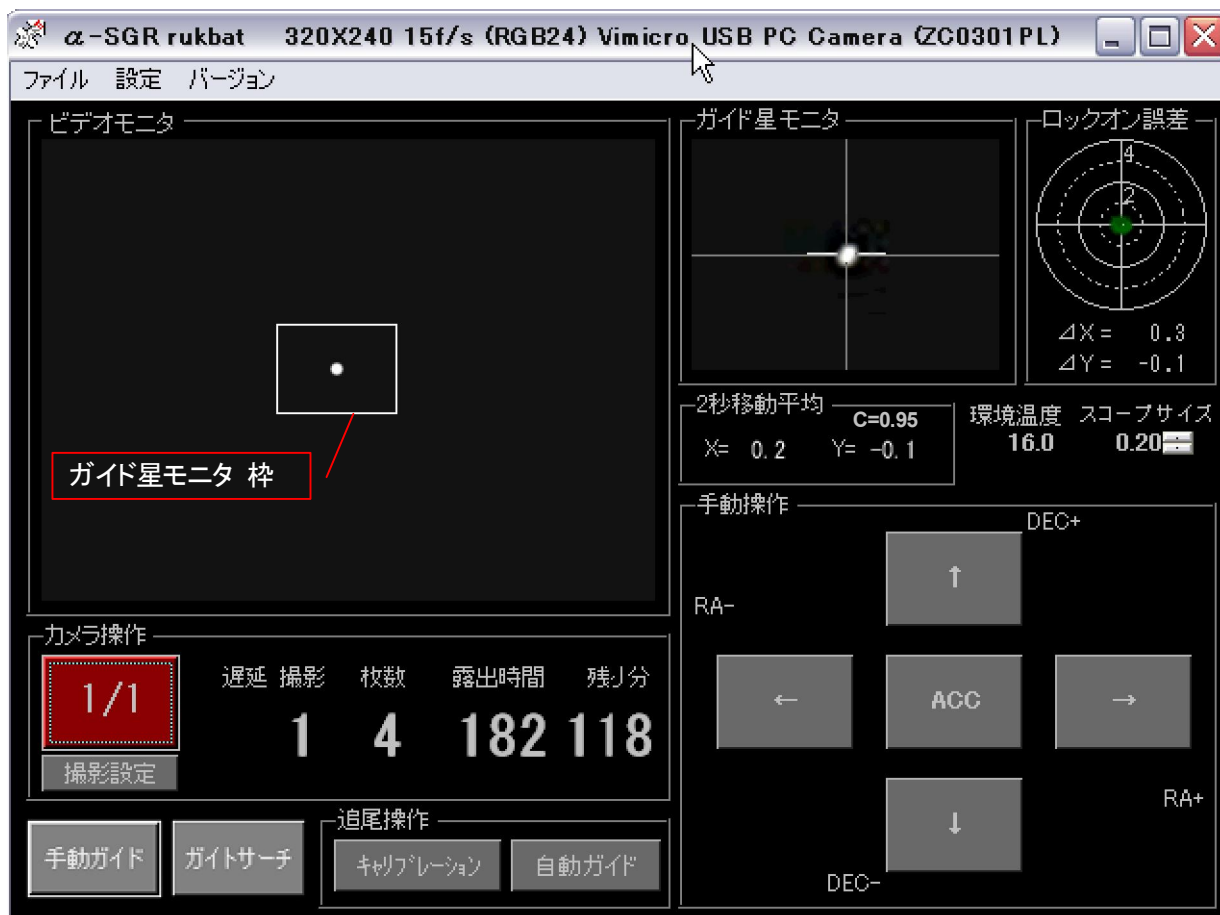 α-SGR rukbat 320X240 15f/s (RGB24) Vimicro USB PC Camera (ZC0301PL)
ファイル 設定 バージョン
ビデオモニタ
ガイド星モニタ 枠
ガイド星モニタ
ロックオン誤差
4
2
⊿X= 0.3
⊿Y= -0.1
2秒移動平均
C=0.95
X= 0.2 Y= -0.1
環境温度 スコープサイズ
16.0 0.20
手動操作
DEC+
↑
RA-
← ACC →
RA+
↓
DEC-
カメラ操作
1/1
遅延 撮影 枚数 露出時間 残り分
1 4 182 118
撮影設定
手動ガイド ガイトサーチ
追尾操作
キャリブレーション 自動ガイド